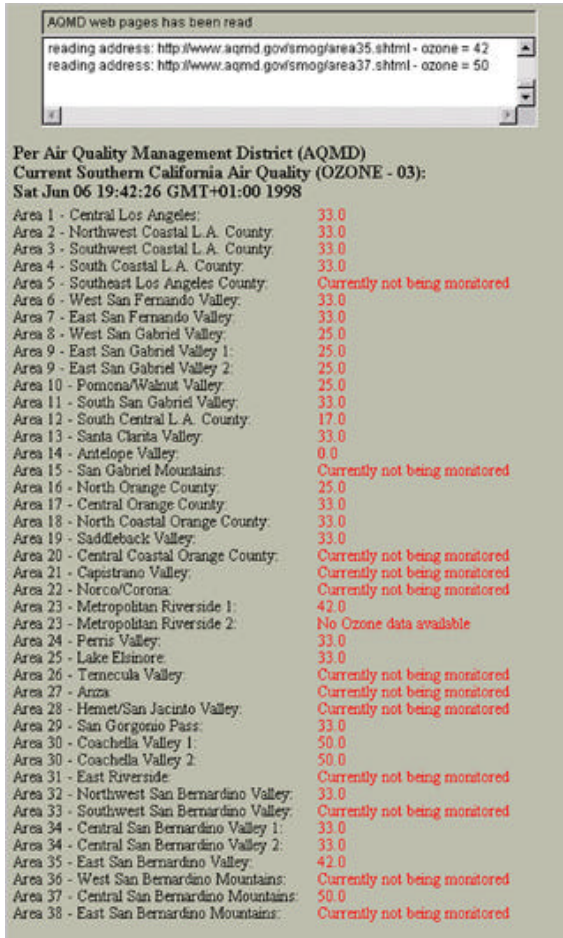 AQMD web pages has been read
reading address: http://www.aqmd.gov/smog/area35.shtml - ozone = 42
reading address: http://www.aqmd.gov/smog/area37.shtml - ozone = 50
Per Air Quality Management District (AQMD)
Current Southern California Air Quality (OZONE - 03):
Sat Jun 06 19:42:26 GMT+01:00 1998
Area 1 - Central Los Angeles: 33.0
Area 2 - Northwest Coastal L.A. County: 33.0
Area 3 - Southwest Coastal L.A. County: 33.0
Area 4 - South Coastal L.A. County: 33.0
Area 5 - Southeast Los Angeles County: Currently not being monitored
Area 6 - West San Fernando Valley: 33.0
Area 7 - East San Fernando Valley: 33.0
Area 8 - West San Gabriel Valley: 25.0
Area 9 - East San Gabriel Valley 1: 25.0
Area 9 - East San Gabriel Valley 2: 25.0
Area 10 - Pomona/Walnut Valley: 25.0
Area 11 - South San Gabriel Valley: 33.0
Area 12 - South Central L.A. County: 17.0
Area 13 - Santa Clarita Valley: 33.0
Area 14 - Antelope Valley: 0.0
Area 15 - San Gabriel Mountains: Currently not being monitored
Area 16 - North Orange County: 25.0
Area 17 - Central Orange County: 33.0
Area 18 - North Coastal Orange County: 33.0
Area 19 - Saddleback Valley: 33.0
Area 20 - Central Coastal Orange County: Currently not being monitored
Area 21 - Capistrano Valley: Currently not being monitored
Area 22 - Norco/Corona: Currently not being monitored
Area 23 - Metropolitan Riverside 1: 42.0
Area 23 - Metropolitan Riverside 2: No Ozone data available
Area 24 - Perris Valley: 33.0
Area 25 - Lake Elsinore: 33.0
Area 26 - Temecula Valley: Currently not being monitored
Area 27 - Anza: Currently not being monitored
Area 28 - Hemet/San Jacinto Valley: Currently not being monitored
Area 29 - San Gorgonio Pass: 33.0
Area 30 - Coachella Valley 1: 50.0
Area 30 - Coachella Valley 2: 50.0
Area 31 - East Riverside: Currently not being monitored
Area 32 - Northwest San Bernardino Valley: 33.0
Area 33 - Southwest San Bernardino Valley: Currently not being monitored
Area 34 - Central San Bernardino Valley 1: 33.0
Area 34 - Central San Bernardino Valley 2: 33.0
Area 35 - East San Bernardino Valley: 42.0
Area 36 - West San Bernardino Mountains: Currently not being monitored
Area 37 - Central San Bernardino Mountains: 50.0
Area 38 - East San Bernardino Mountains: Currently not being monitored